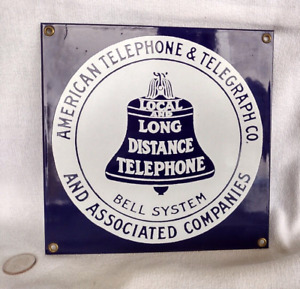 AMERICAN TELEPHONE & TELEGRAPH CO.
LOCAL
AND
LONG
DISTANCE
TELEPHONE
BELL SYSTEM
AND ASSOCIATED COMPANIES